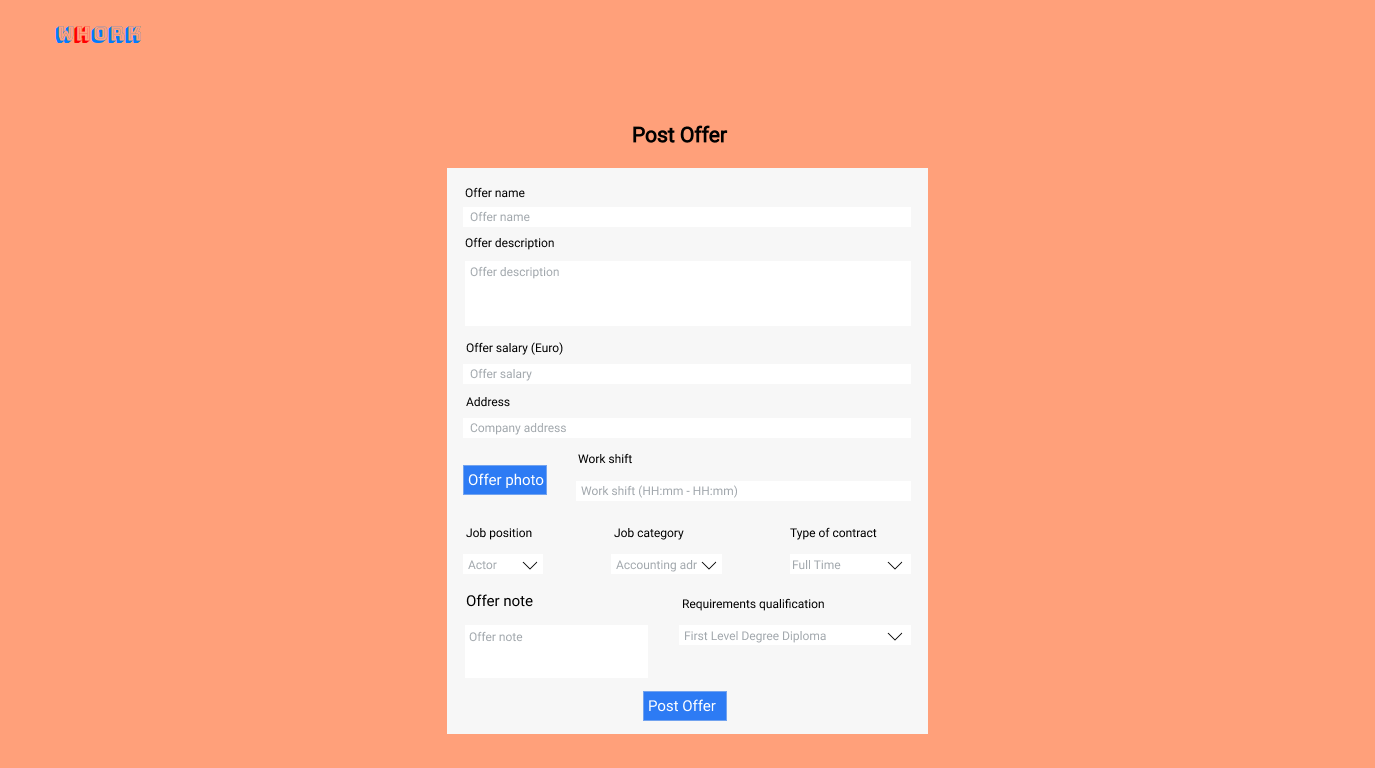 WHORK
Post Offer
Offer name
Offer name
Offer description
Offer description
Offer salary (Euro)
Offer salary
Address
Company address
Offer photo
Work shift
Work shift (HH:mm - HH:mm)
Job position Job category Type of contract
Actor Accounting adr Full Time
Offer note
Requirements qualification
Offer note
First Level Degree Diploma
Post Offer